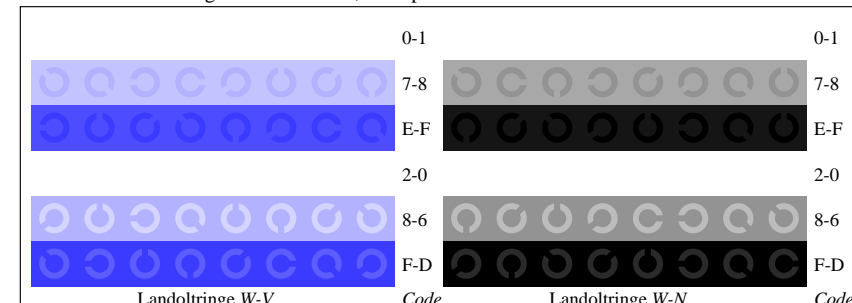 0-1 0-1
7-8 7-8
E-F E-F
2-0 2-0
8-6 8-6
F-D F-D
Landoltringe W-V Code Landoltringe W-N Code